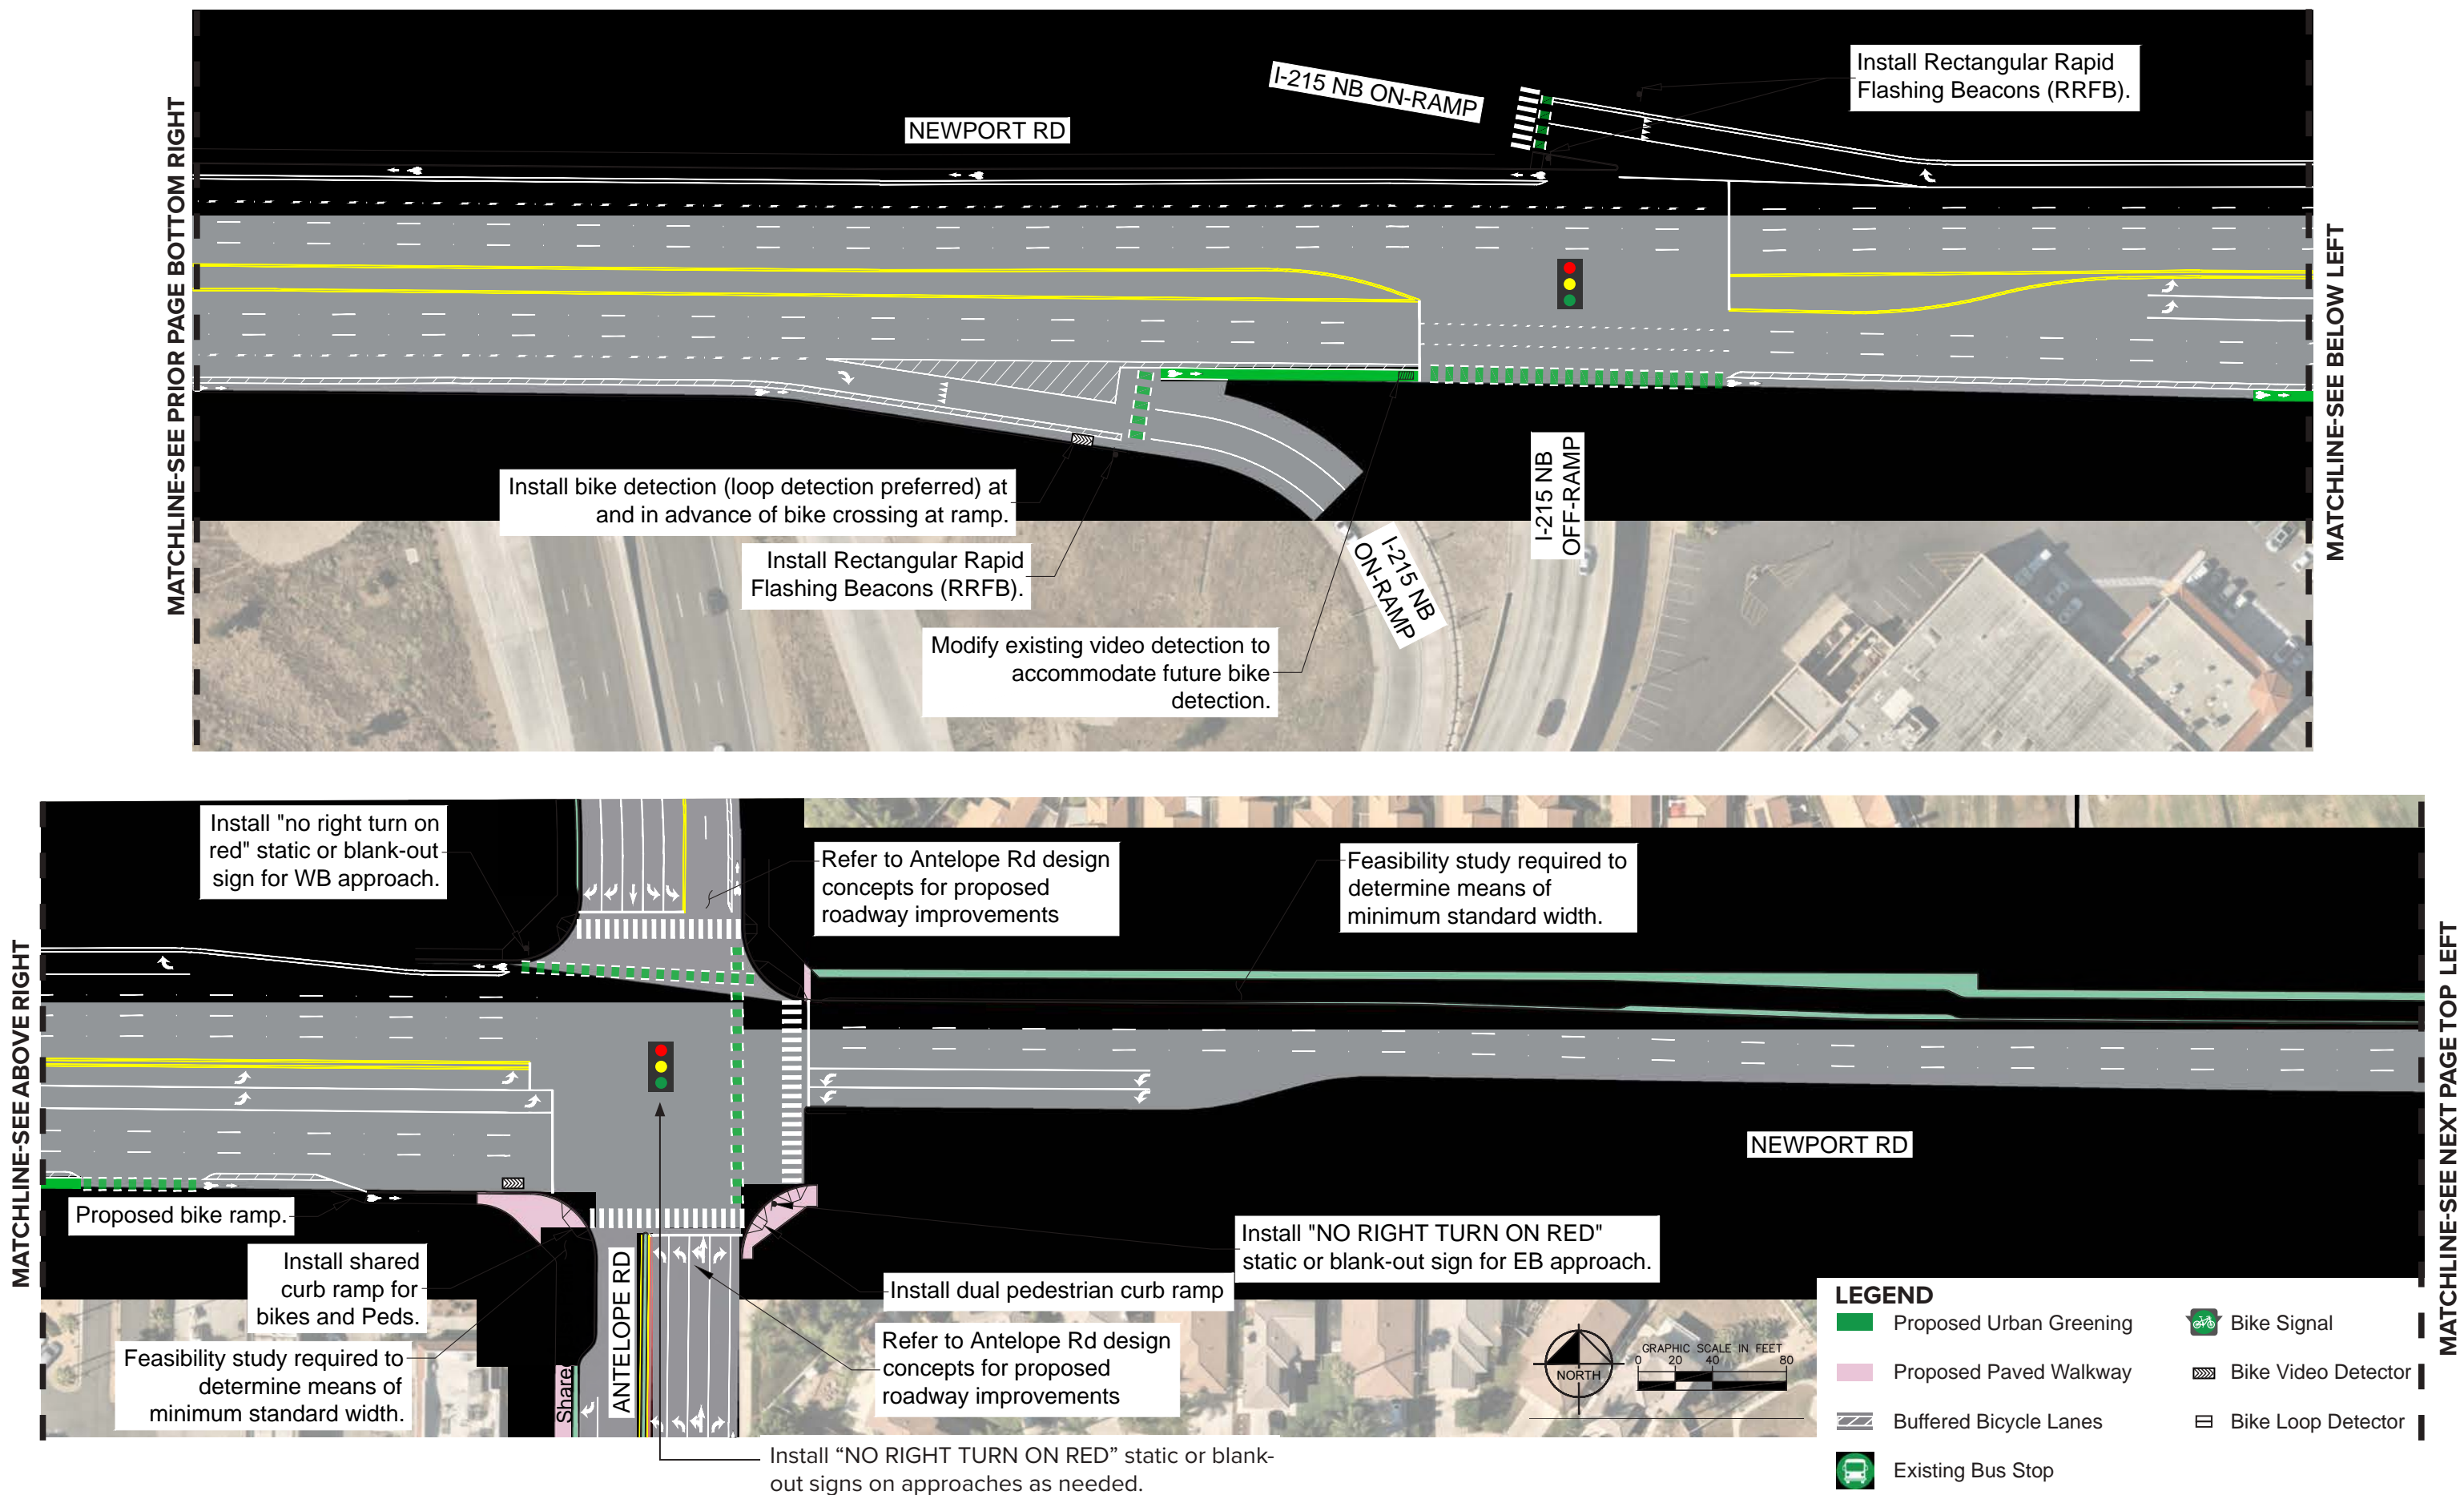 MATCHLINE-SEE PRIOR PAGE BOTTOM RIGHT
NEWPORT RD
I-215 NB ON-RAMP
Install Rectangular Rapid
Flashing Beacons (RRFB).
MATCHLINE-SEE BELOW LEFT
Install bike detection (loop detection preferred) at
and in advance of bike crossing at ramp.
Install Rectangular Rapid
Flashing Beacons (RRFB).
Modify existing video detection to
accommodate future bike
detection.
I-215 NB
ON-RAMP
I-215 NB
OFF-RAMP
MATCHLINE-SEE ABOVE RIGHT
Install "no right turn on
red" static or blank-out
sign for WB approach.
Refer to Antelope Rd design
concepts for proposed
roadway improvements
Feasibility study required to
determine means of
minimum standard width.
MATCHLINE-SEE NEXT PAGE TOP LEFT
NEWPORT RD
Proposed bike ramp.
Install shared
curb ramp for
bikes and Peds.
Feasibility study required to
determine means of
minimum standard width.
Share
ANTELOPE RD
Install "NO RIGHT TURN ON RED"
static or blank-out sign for EB approach.
Install dual pedestrian curb ramp
Refer to Antelope Rd design
concepts for proposed
roadway improvements
Install “NO RIGHT TURN ON RED” static or blank-
out signs on approaches as needed.
NORTH
GRAPHIC SCALE IN FEET
0 20 40 80
LEGEND
Proposed Urban Greening
Proposed Paved Walkway
Buffered Bicycle Lanes
Existing Bus Stop
Bike Signal
Bike Video Detector
Bike Loop Detector